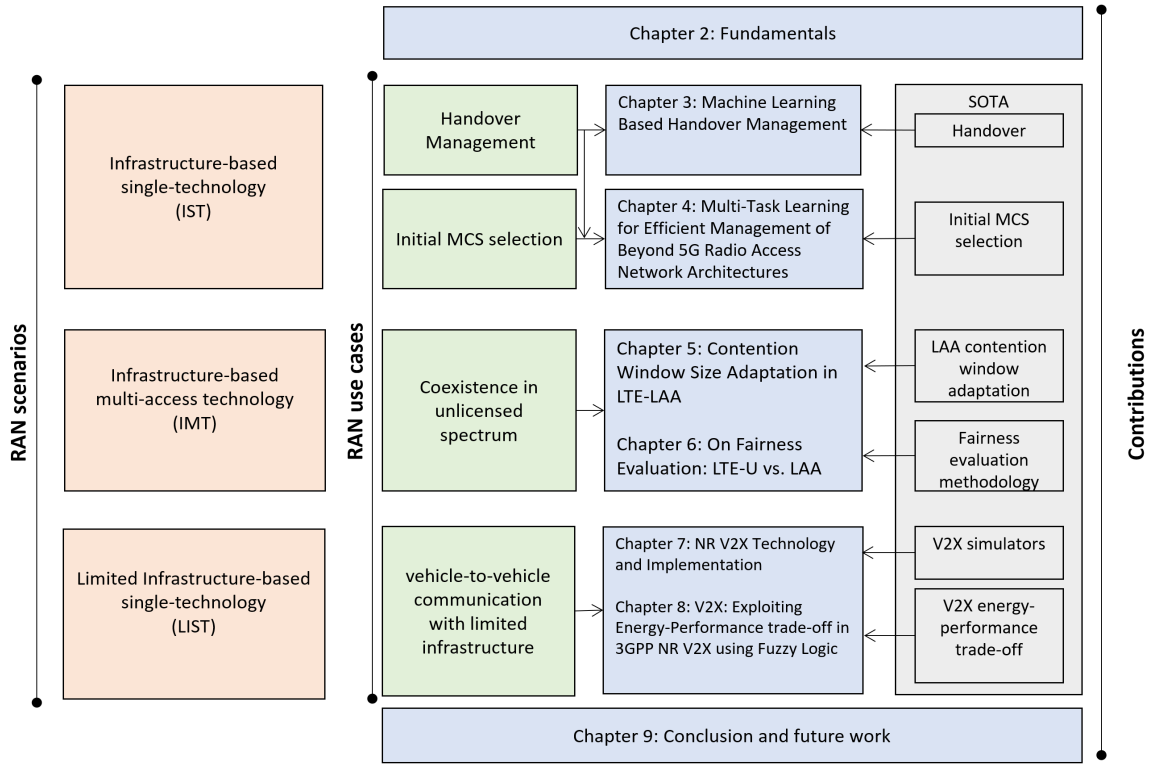 Chapter 2: Fundamentals
RAN scenarios
Infrastructure-based
single-technology
(IST)
Infrastructure-based
multi-access technology
(IMT)
Limited Infrastructure-based
single-technology
(LIST)
RAN use cases
Handover
Management
Initial MCS selection
Coexistence in
unlicensed
spectrum
vehicle-to-vehicle
communication
with limited
infrastructure
Chapter 3: Machine Learning
Based Handover Management
Chapter 4: Multi-Task Learning
for Efficient Management of
Beyond 5G Radio Access
Network Architectures
Chapter 5: Contention
Window Size Adaptation in
LTE-LAA
Chapter 6: On Fairness
Evaluation: LTE-U vs. LAA
Chapter 7: NR V2X Technology
and Implementation
Chapter 8: V2X: Exploiting
Energy-Performance trade-off in
3GPP NR V2X using Fuzzy Logic
SOTA
Handover
Initial MCS
selection
LAA contention
window
adaptation
Fairness
evaluation
methodology
V2X simulators
V2X energy-
performance
trade-off
Contributions
Chapter 9: Conclusion and future work